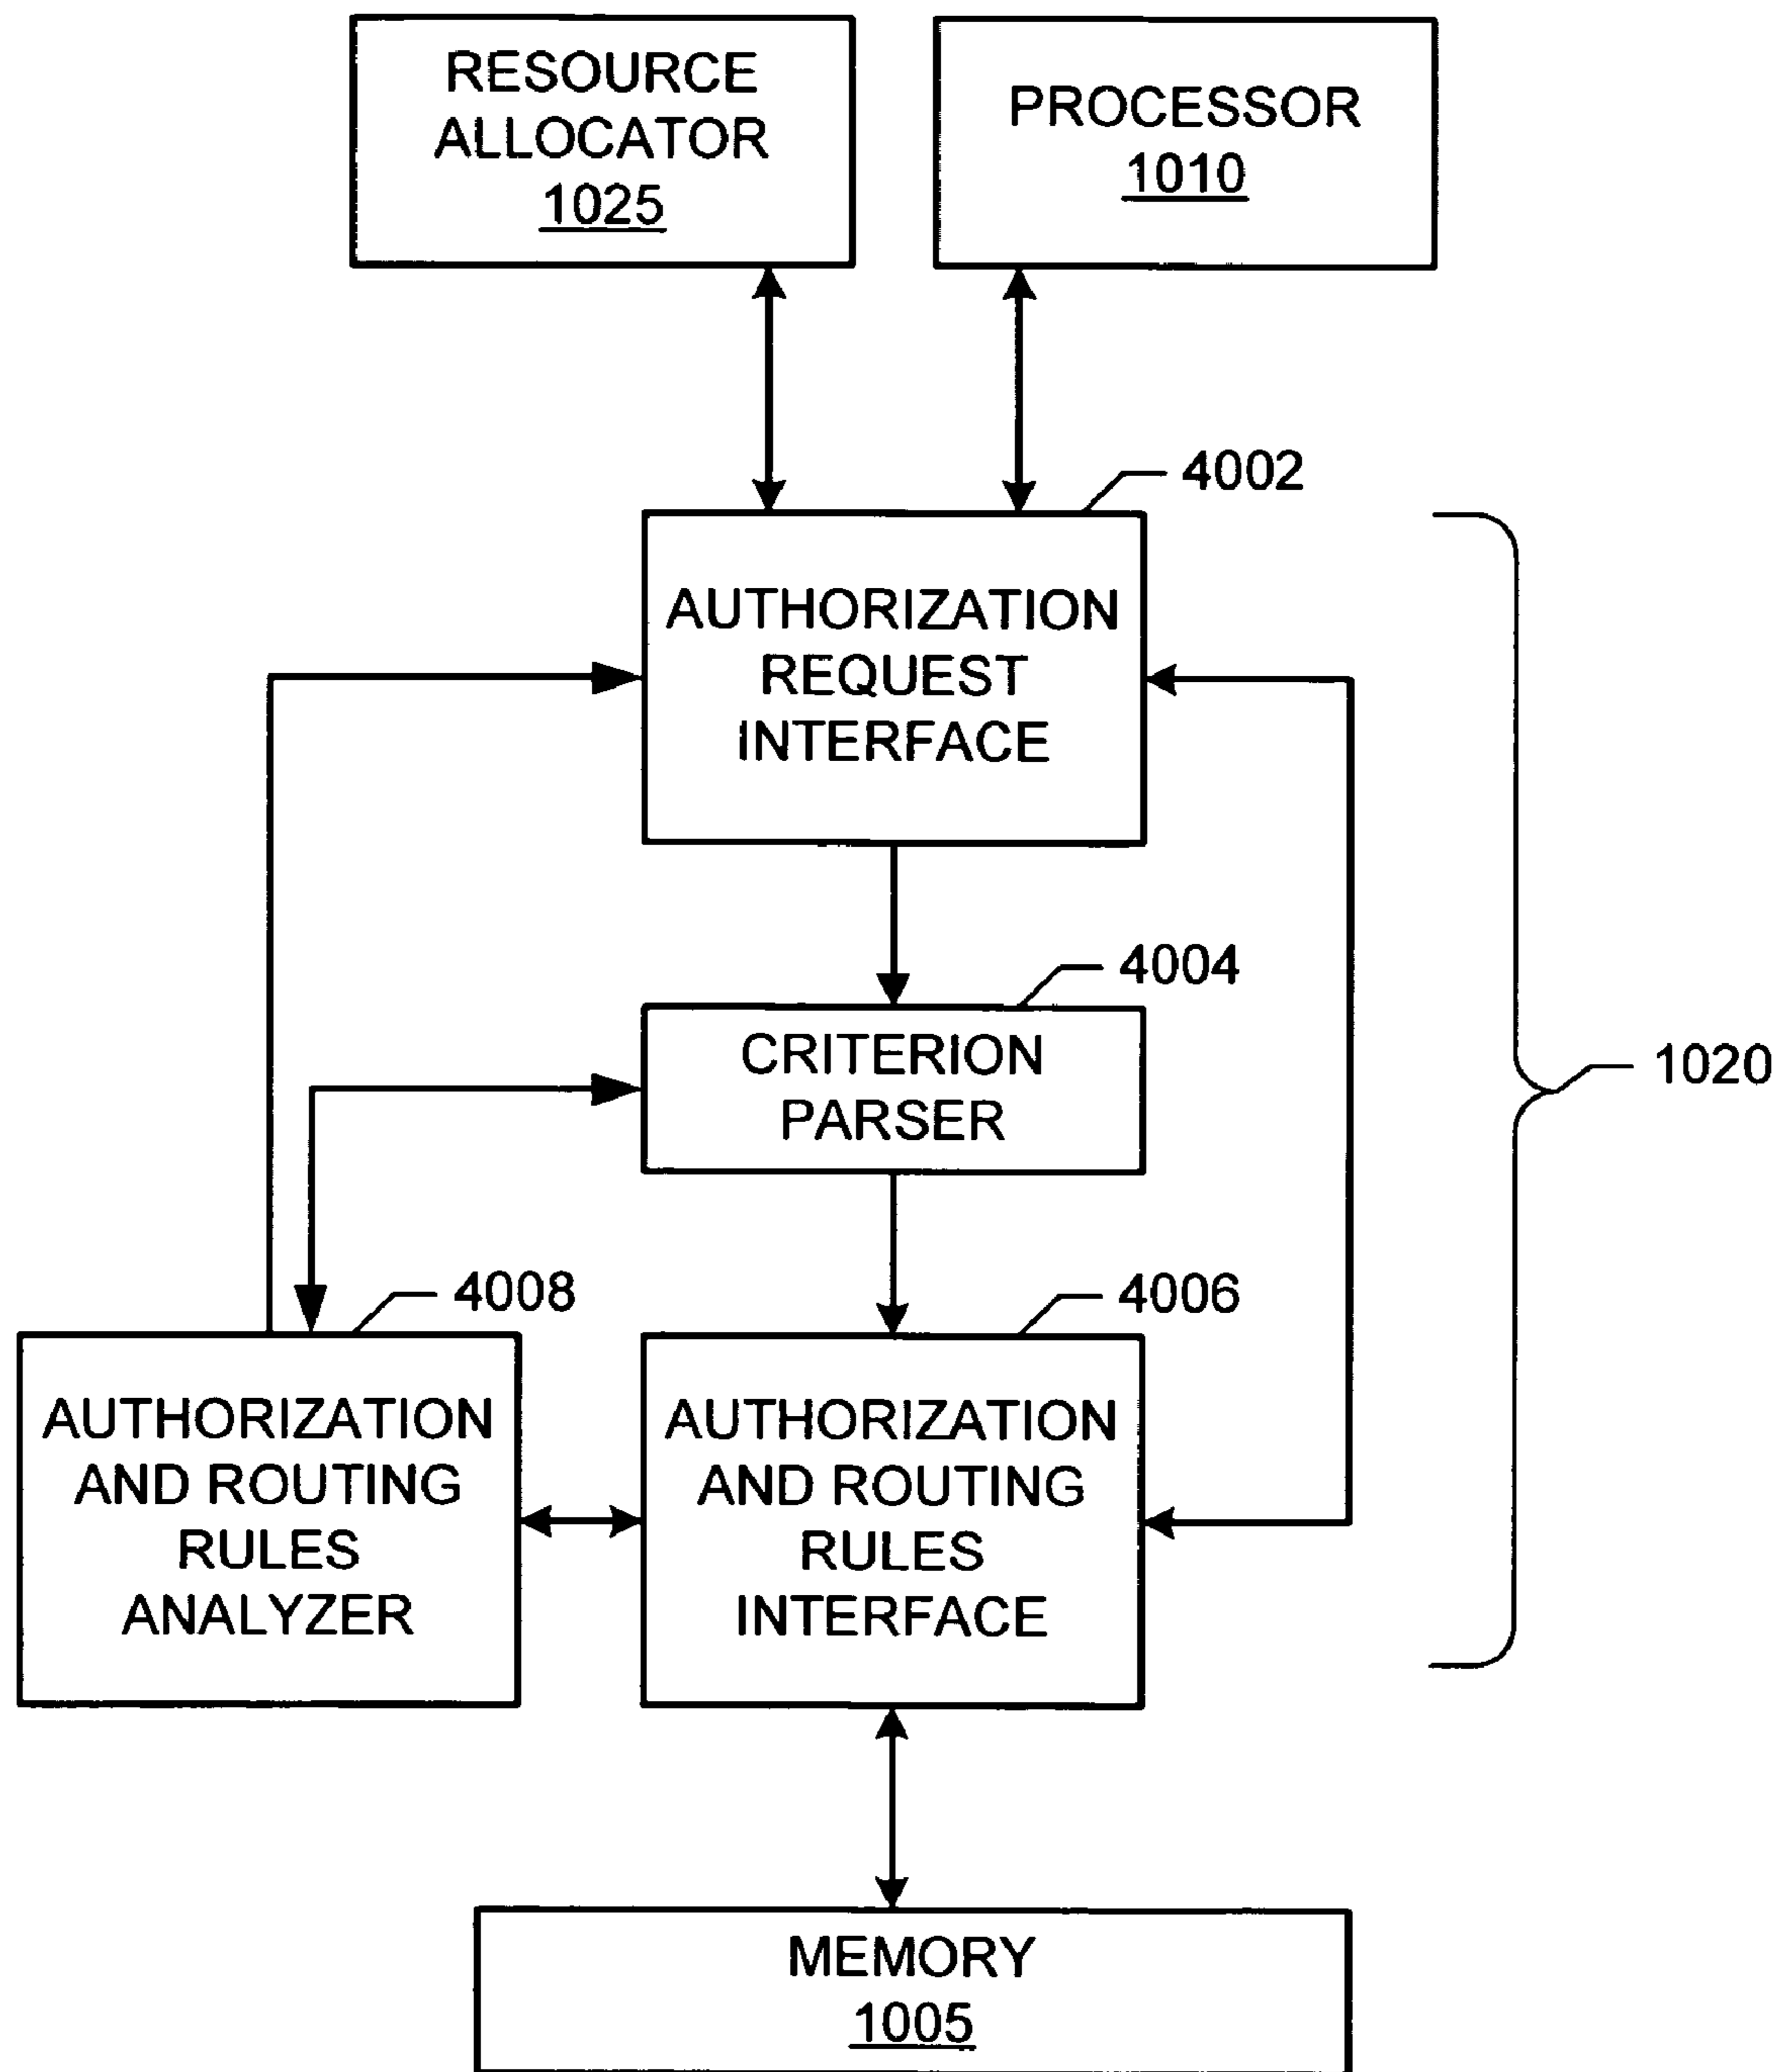 RESOURCE
ALLOCATOR
1025
PROCESSOR
1010
4002
AUTHORIZATION
REQUEST
INTERFACE
4004
CRITERION
PARSER
1020
4008
4006
AUTHORIZATION
AND ROUTING
RULES
ANALYZER
AUTHORIZATION
AND ROUTING
RULES
INTERFACE
MEMORY
1005